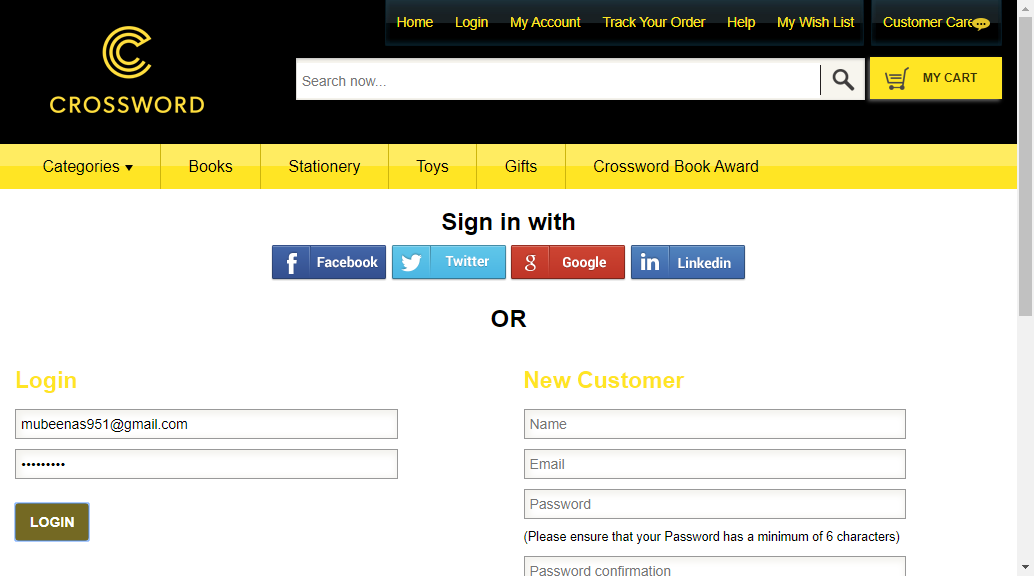 Home Login My Account Track Your Order Help My Wish List Customer Care
CROSSWORD
Search now...
MY CART
Categories Books Stationery Toys Gifts Crossword Book Award
Sign in with
Facebook Twitter Google Linkedin
OR
Login
mubeenas951@gmail.com
•••••••••
LOGIN
New Customer
Name
Email
Password
(Please ensure that your Password has a minimum of 6 characters)
Password confirmation